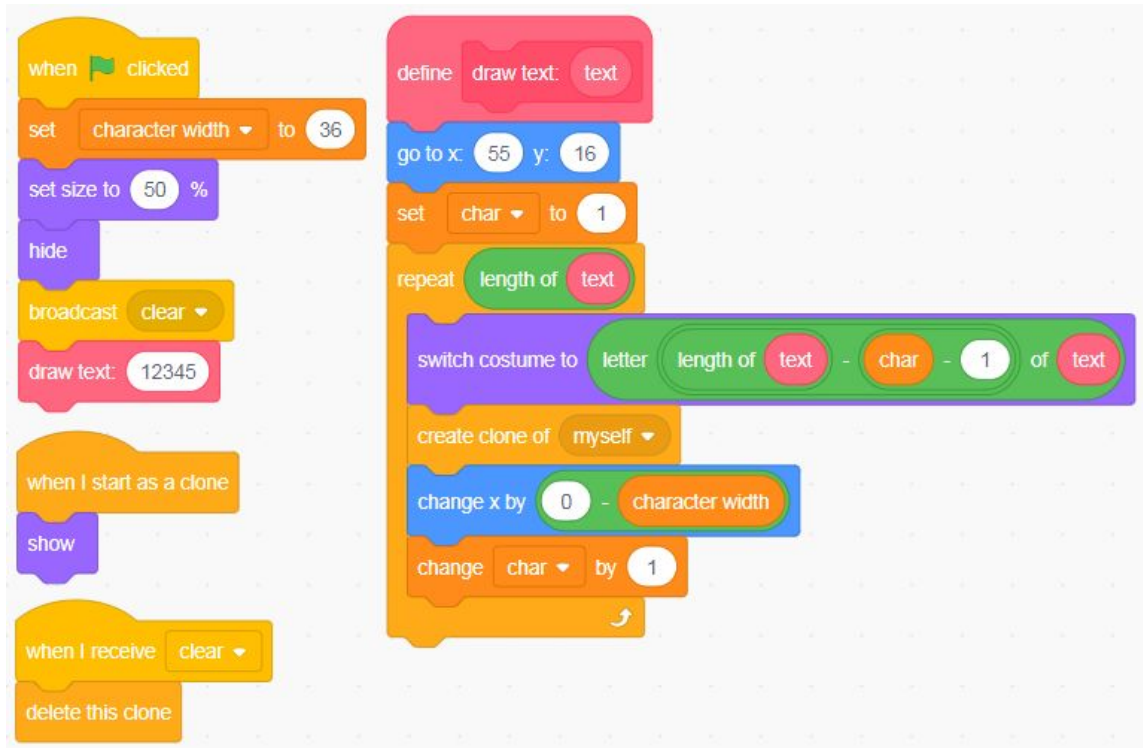 when clicked
set character width to 36
set size to 50 %
hide
broadcast clear
draw text: 12345
when I start as a clone
show
when I receive clear
delete this clone
define draw text: text
go to x: 55 y: 16
set char to 1
repeat length of text
switch costume to letter length of text - char - 1 of text
create clone of myself
change x by 0 - character width
change char by 1